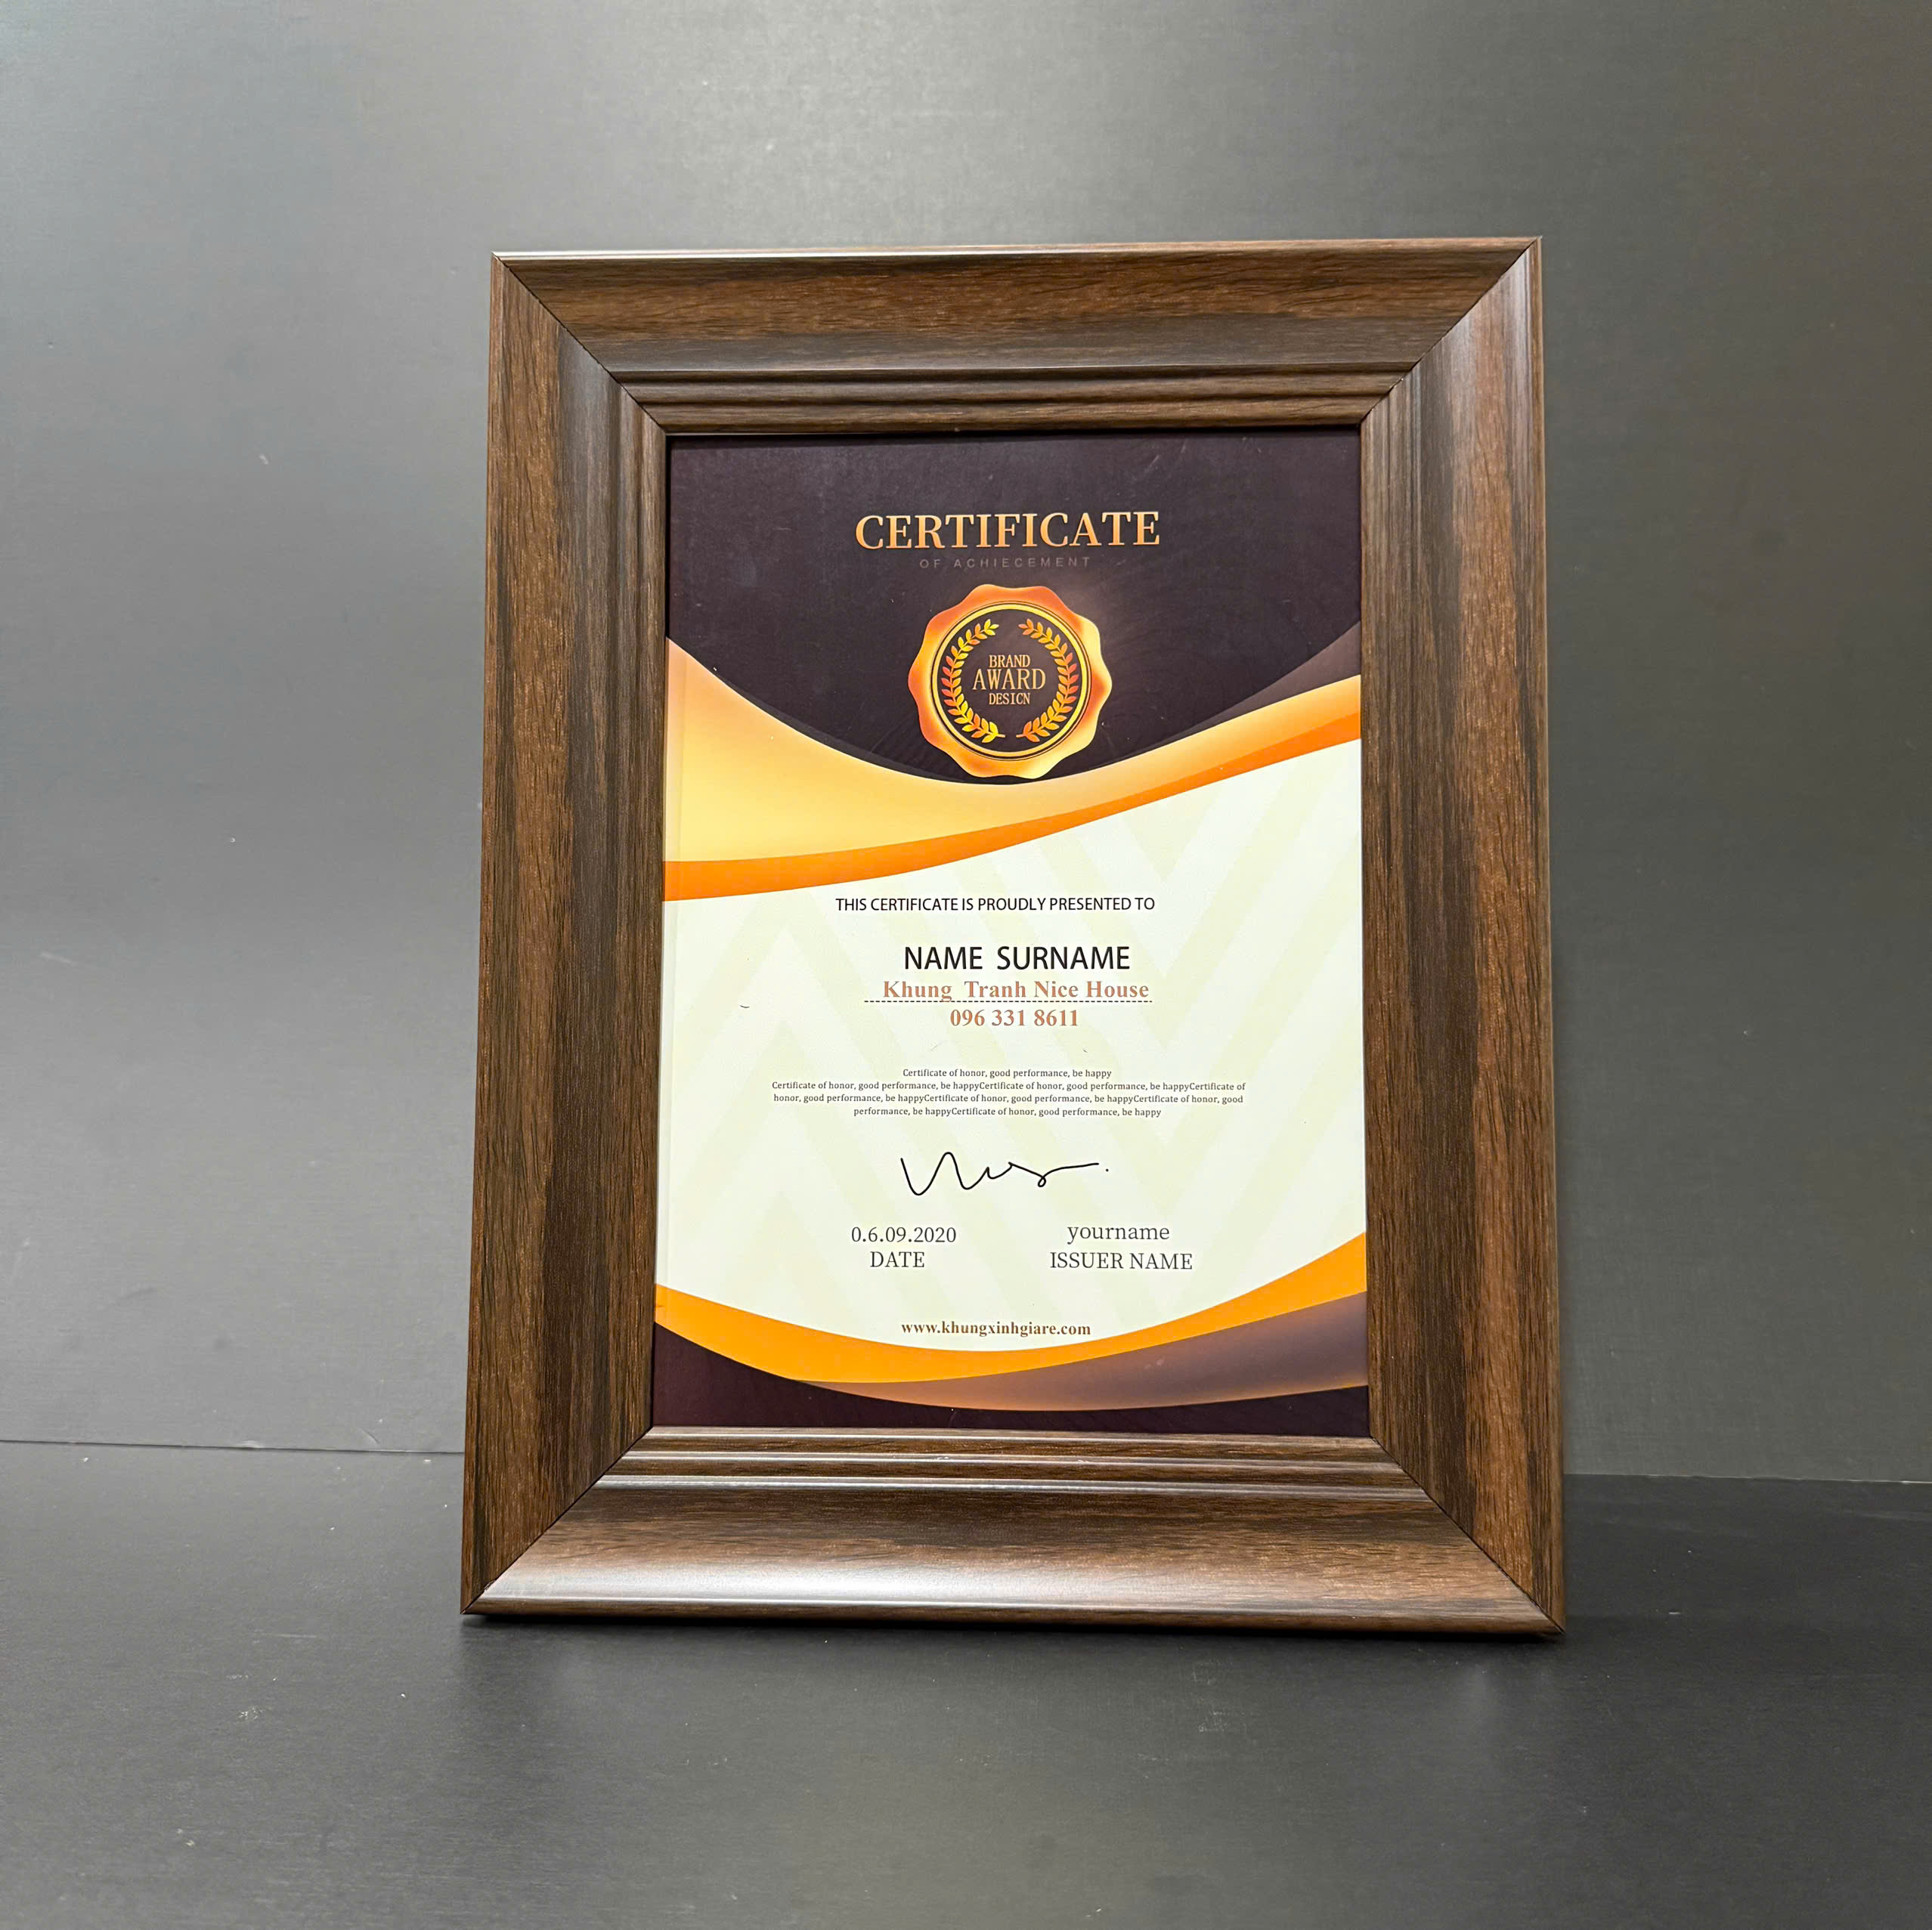 CERTIFICATE
OF ACHIECEMENT
BRAND
AWARD
DESIGN
THIS CERTIFICATE IS PROUDLY PRESENTED TO
NAME SURNAME
Khung Tranh Nice House
096 331 8611
Certificate of honor, good performance, be happy
Certificate of honor, good performance, be happyCertificate of honor, good performance, be happyCertificate of
honor, good performance, be happyCertificate of honor, good performance, be happyCertificate of honor, good
performance, be happyCertificate of honor, good performance, be happy
0.6.09.2020
DATE
yourname
ISSUER NAME
www.khungxinhgiare.com